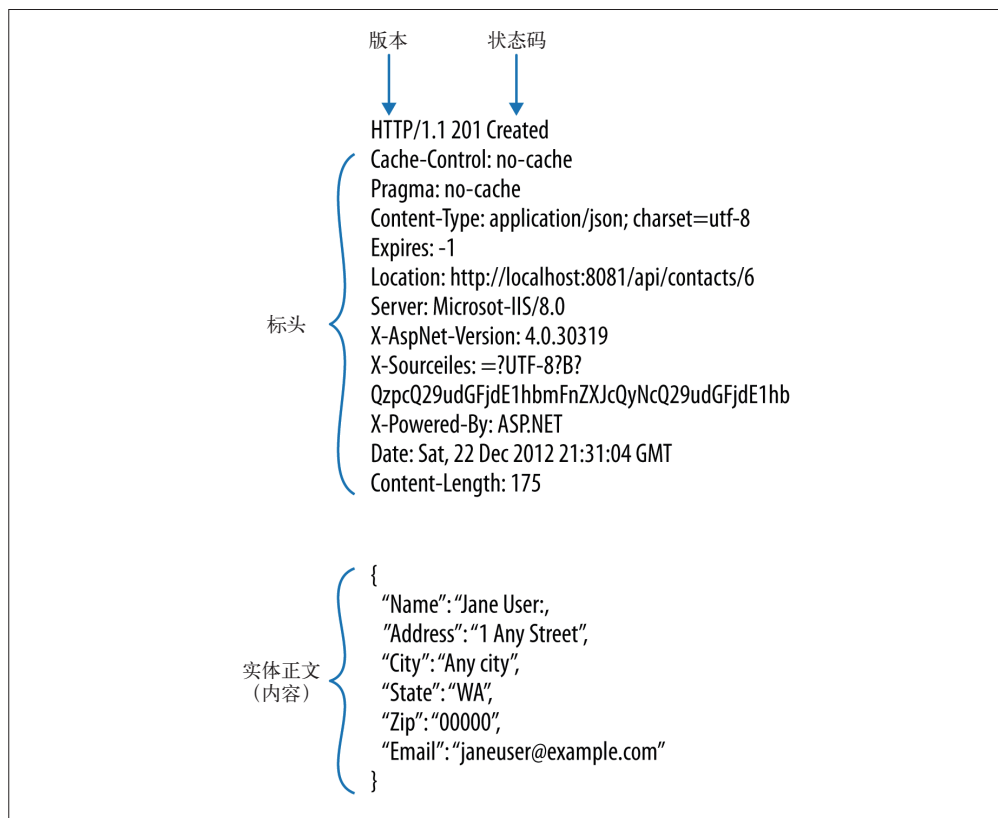 版本 状态码
HTTP/1.1 201 Created
Cache-Control: no-cache
Pragma: no-cache
Content-Type: application/json; charset=utf-8
Expires: -1
Location: http://localhost:8081/api/contacts/6
Server: Microsot-IIS/8.0
标头
X-AspNet-Version: 4.0.30319
X-Sourceiles: =?UTF-8?B?
QzpcQ29udGFjdE1hbmFnZXJcQyNcQ29udGFjdE1hb
X-Powered-By: ASP.NET
Date: Sat, 22 Dec 2012 21:31:04 GMT
Content-Length: 175
{
“Name”: “Jane User:,
”Address”: “1 Any Street”,
“City”: “Any city”,
实体正文
（内容）
“State”: “WA”,
“Zip”: “00000”,
“Email”: “janeuser@example.com”
}